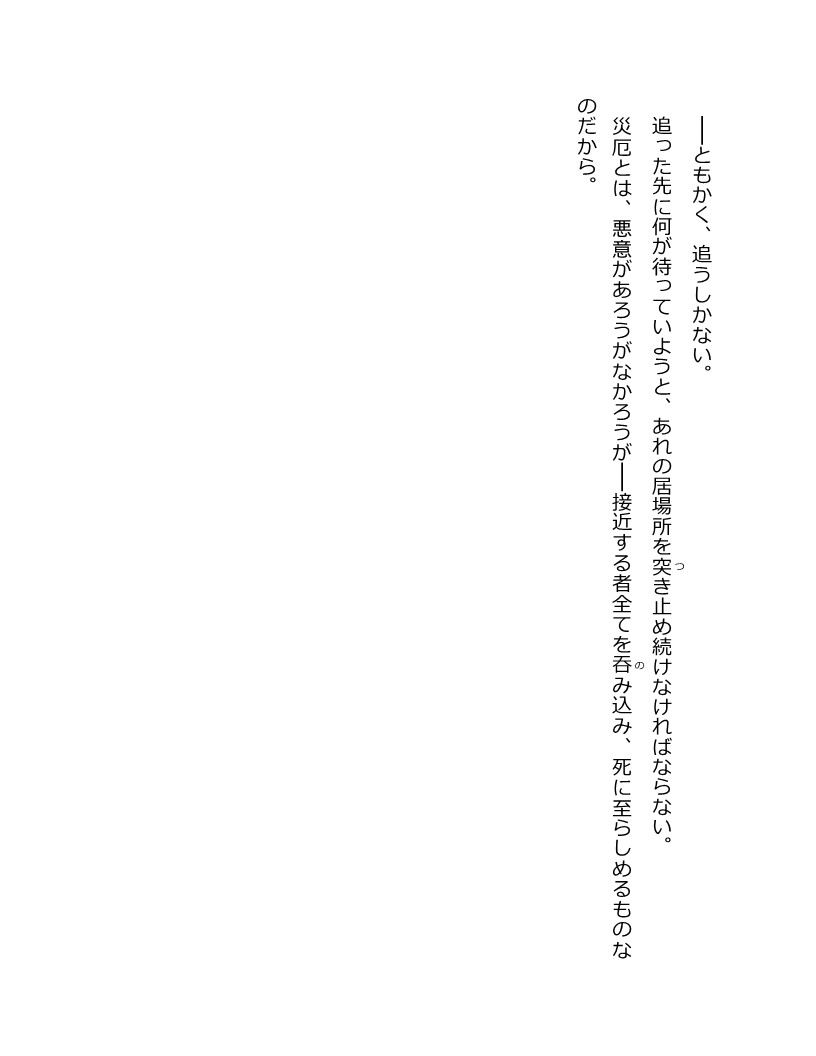 ――ともかく、追うしかない。
追った先に何が待っていようと、あれの居場所を突き止め続けなければならない。
災厄とは、悪意があろうがなかろうが――接近する者全てを呑み込み、死に至らしめるものな
のだから。